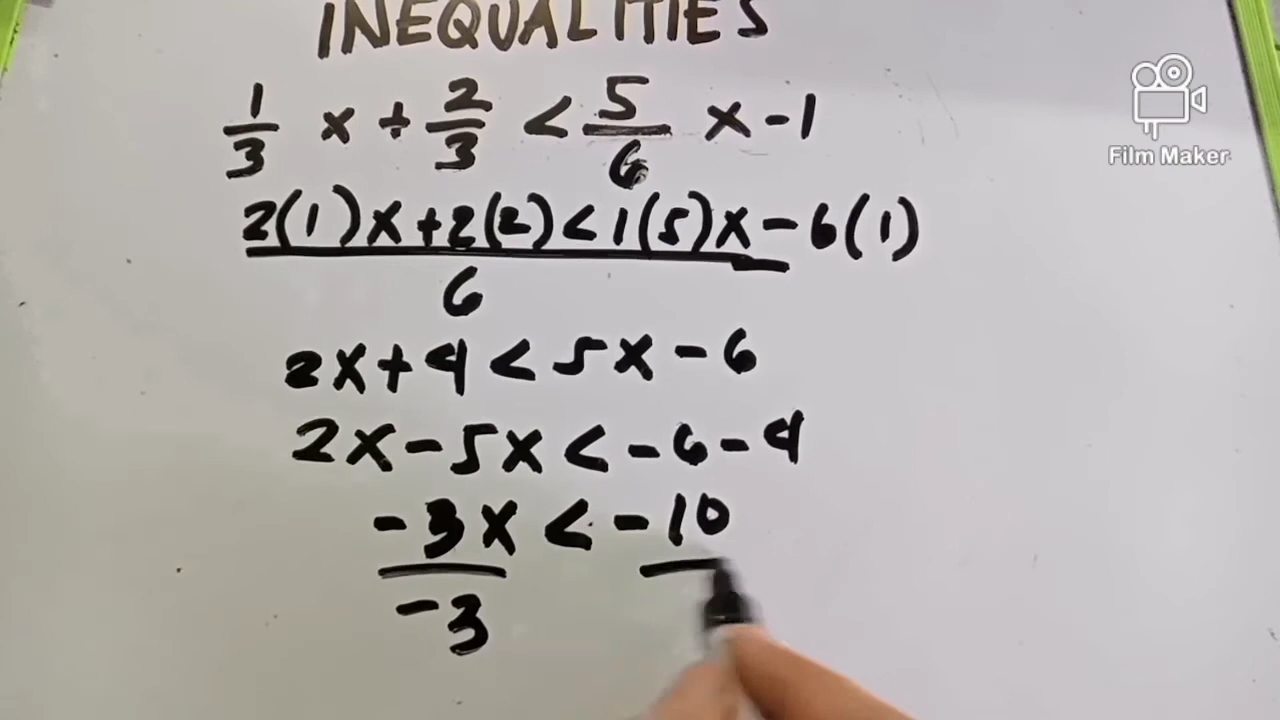 INEQUALITIES
1/3 x + 2/3 < 5/6 x - 1
2(1)x+2(2)<1(5)x-6(1)
6
2x+4<5x-6
2x-5x<-6-4
-3x<-10
-3
Film Maker